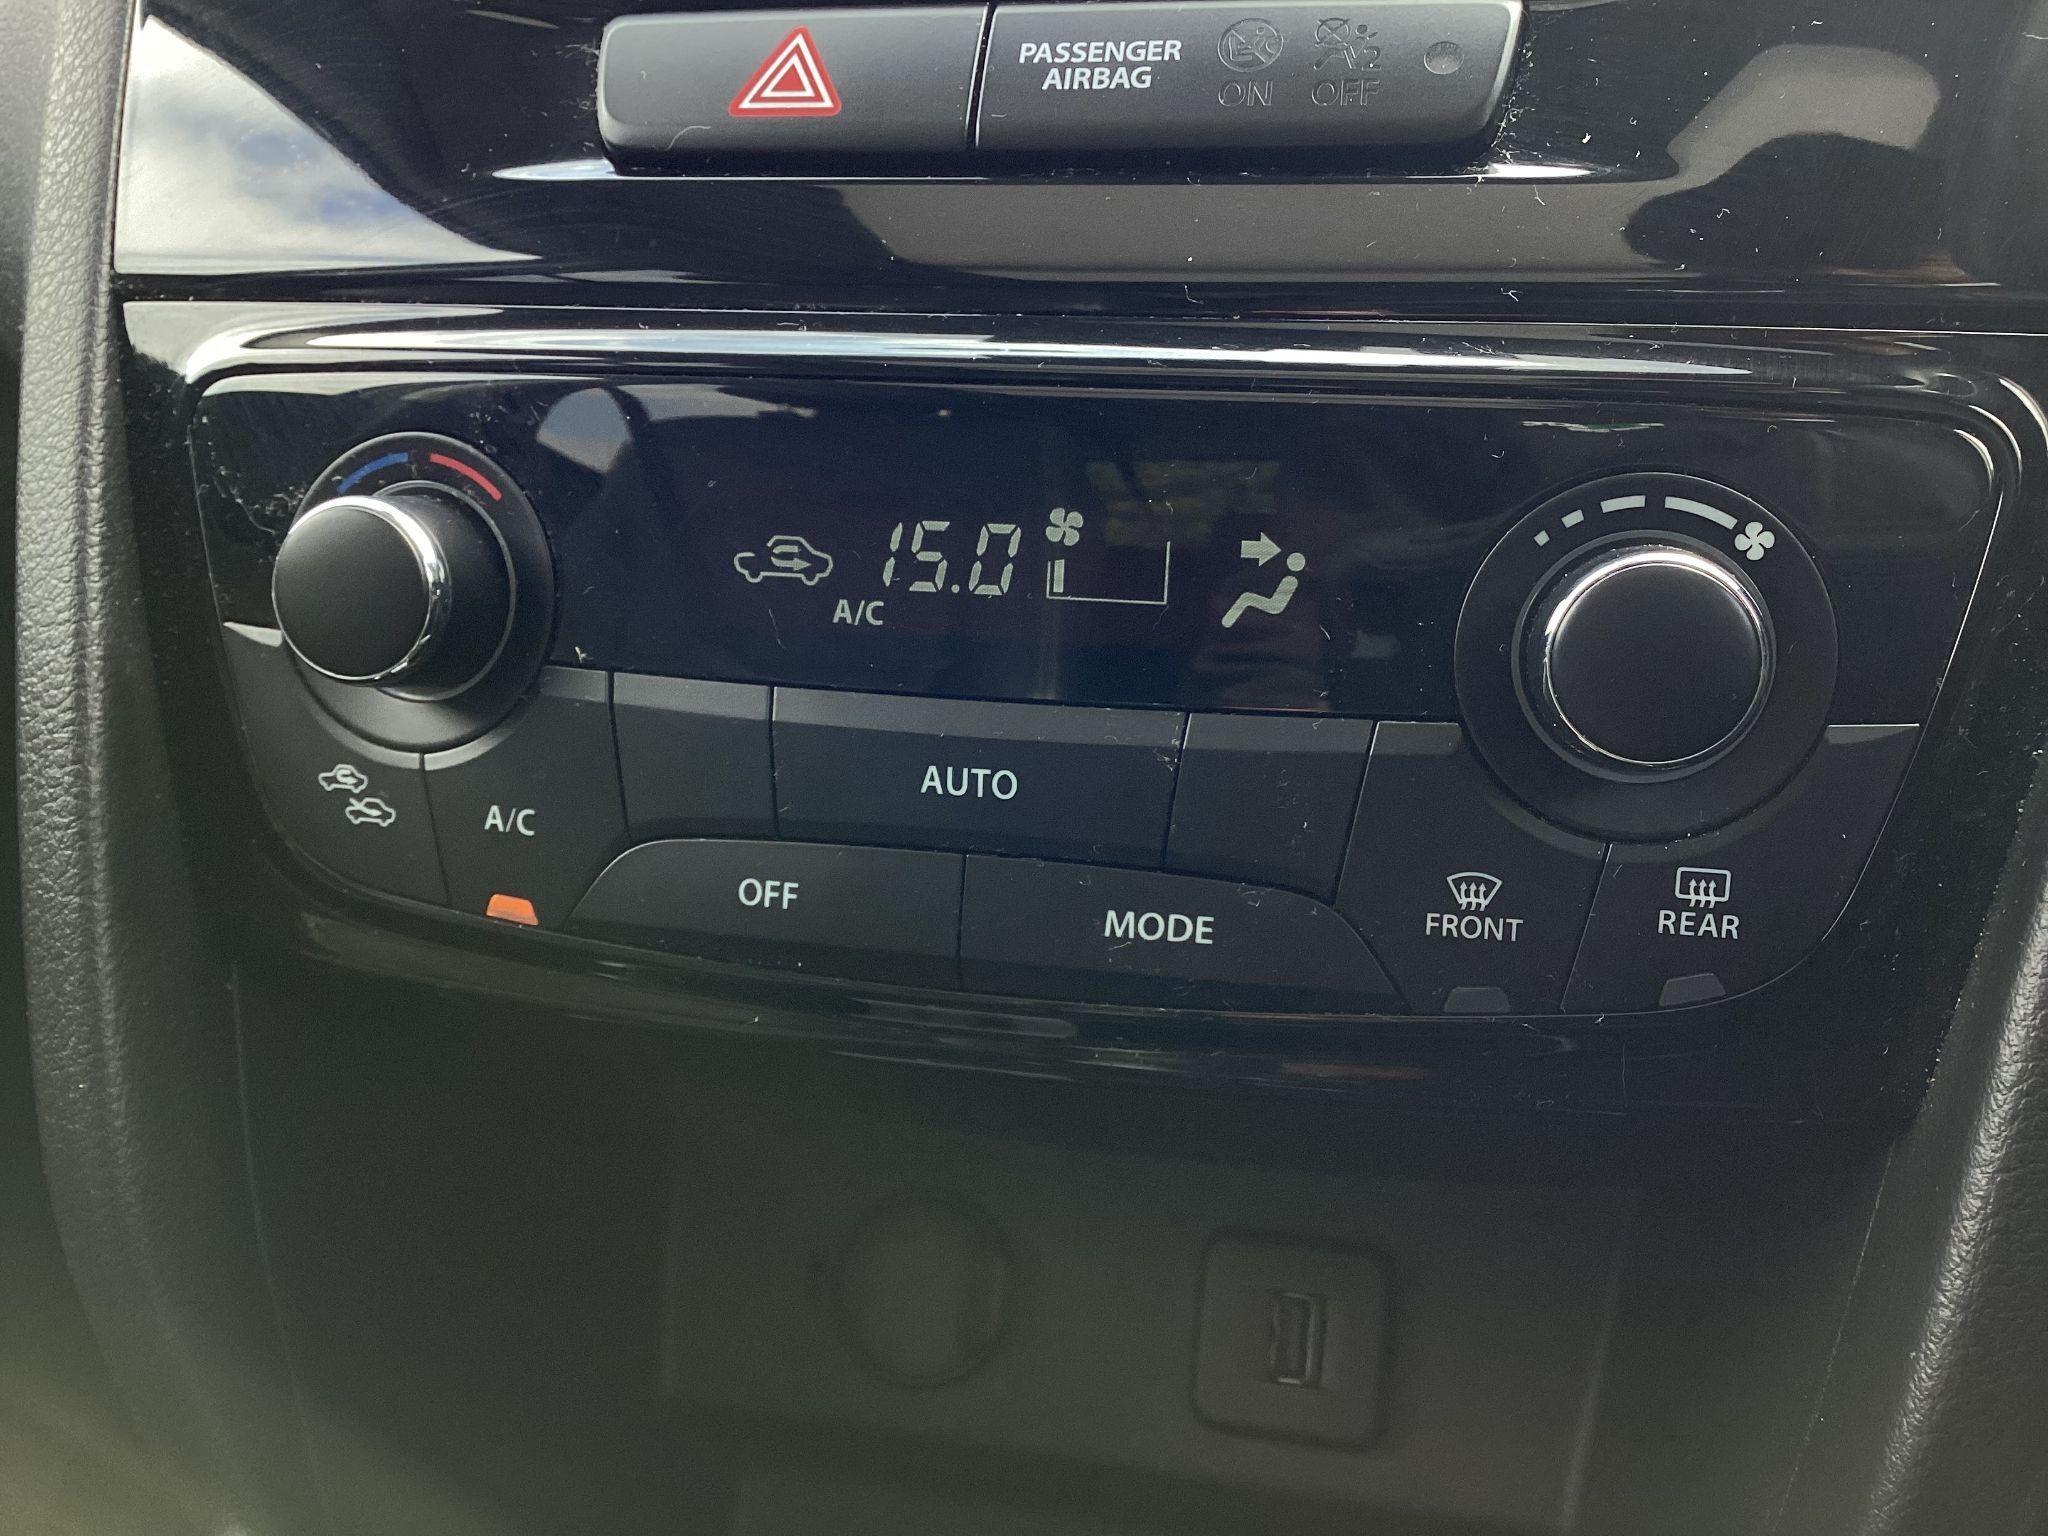 PASSENGER
AIRBAG
ON
OFF
15.0
A/C
A/C
AUTO
OFF
MODE
FRONT
REAR